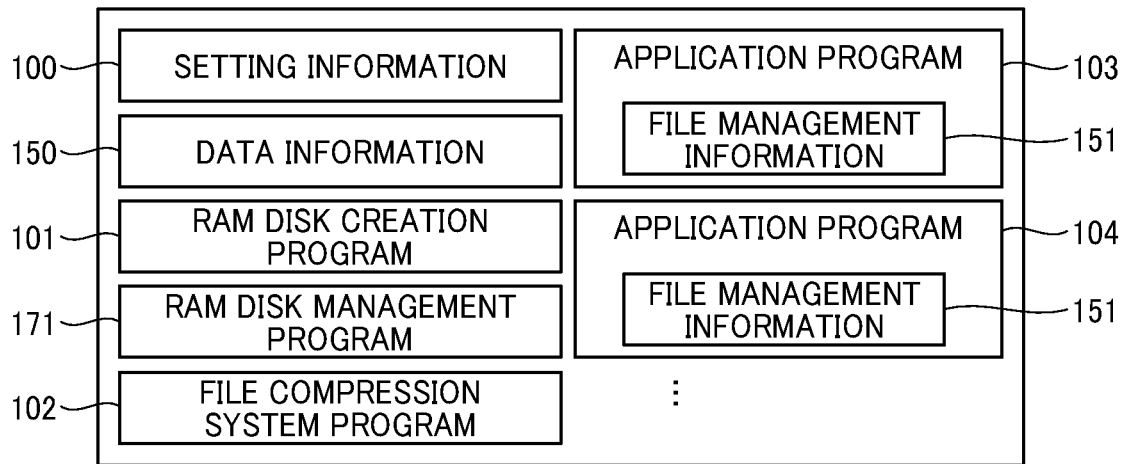 100
SETTING INFORMATION
150
DATA INFORMATION
101
RAM DISK CREATION
PROGRAM
171
RAM DISK MANAGEMENT
PROGRAM
102
FILE COMPRESSION
SYSTEM PROGRAM
APPLICATION PROGRAM
103
FILE MANAGEMENT
INFORMATION
151
APPLICATION PROGRAM
104
FILE MANAGEMENT
INFORMATION
151
⋮